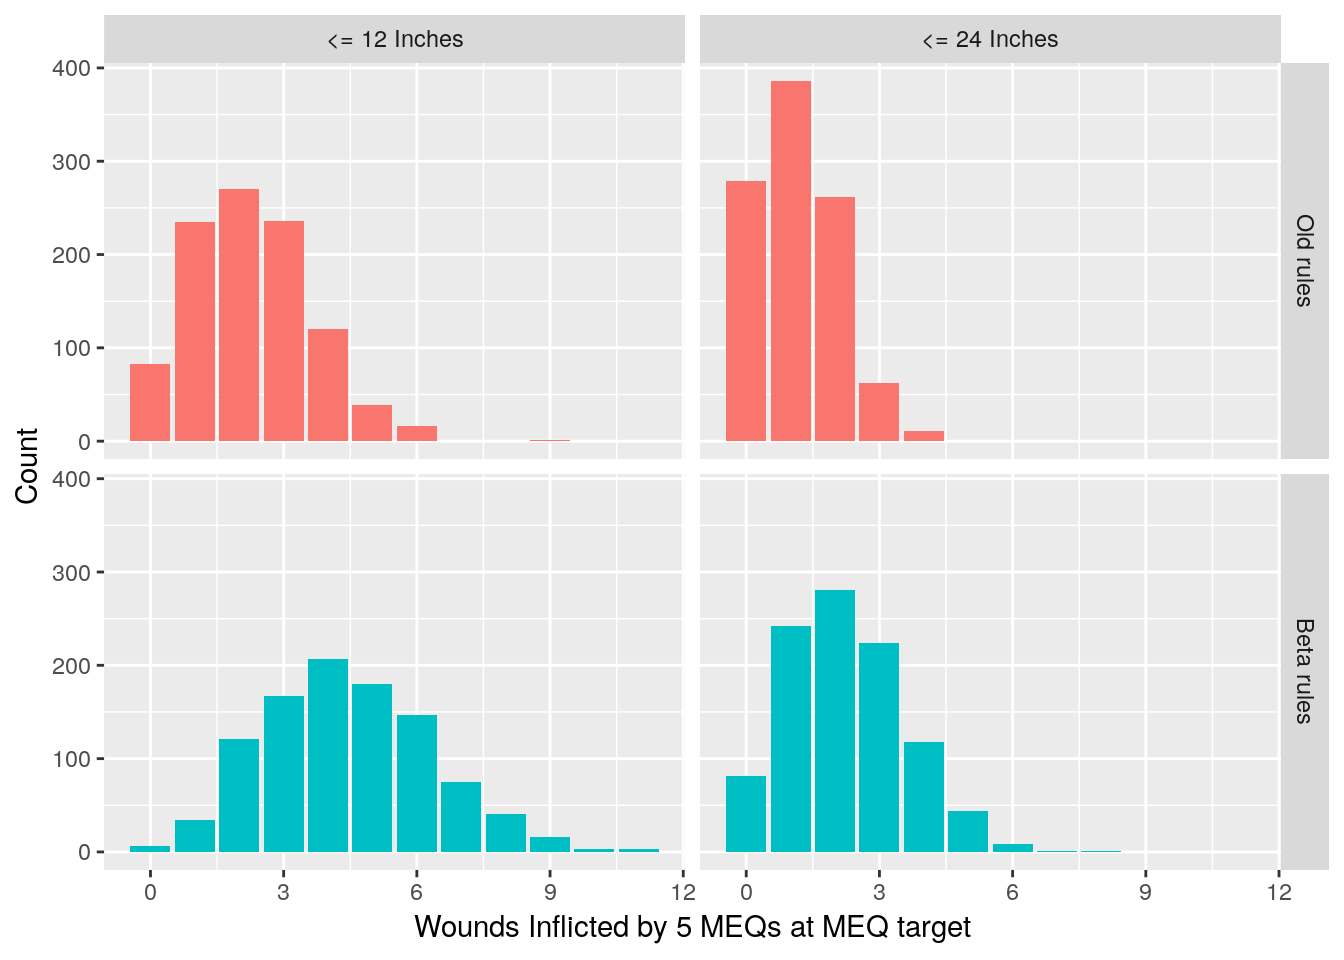 <= 12 Inches
<= 24 Inches
400
300
200
100
0
Old rules
Count
400
300
200
100
0
Beta rules
0 3 6 9 12
0 3 6 9 12
Wounds Inflicted by 5 MEQs at MEQ target